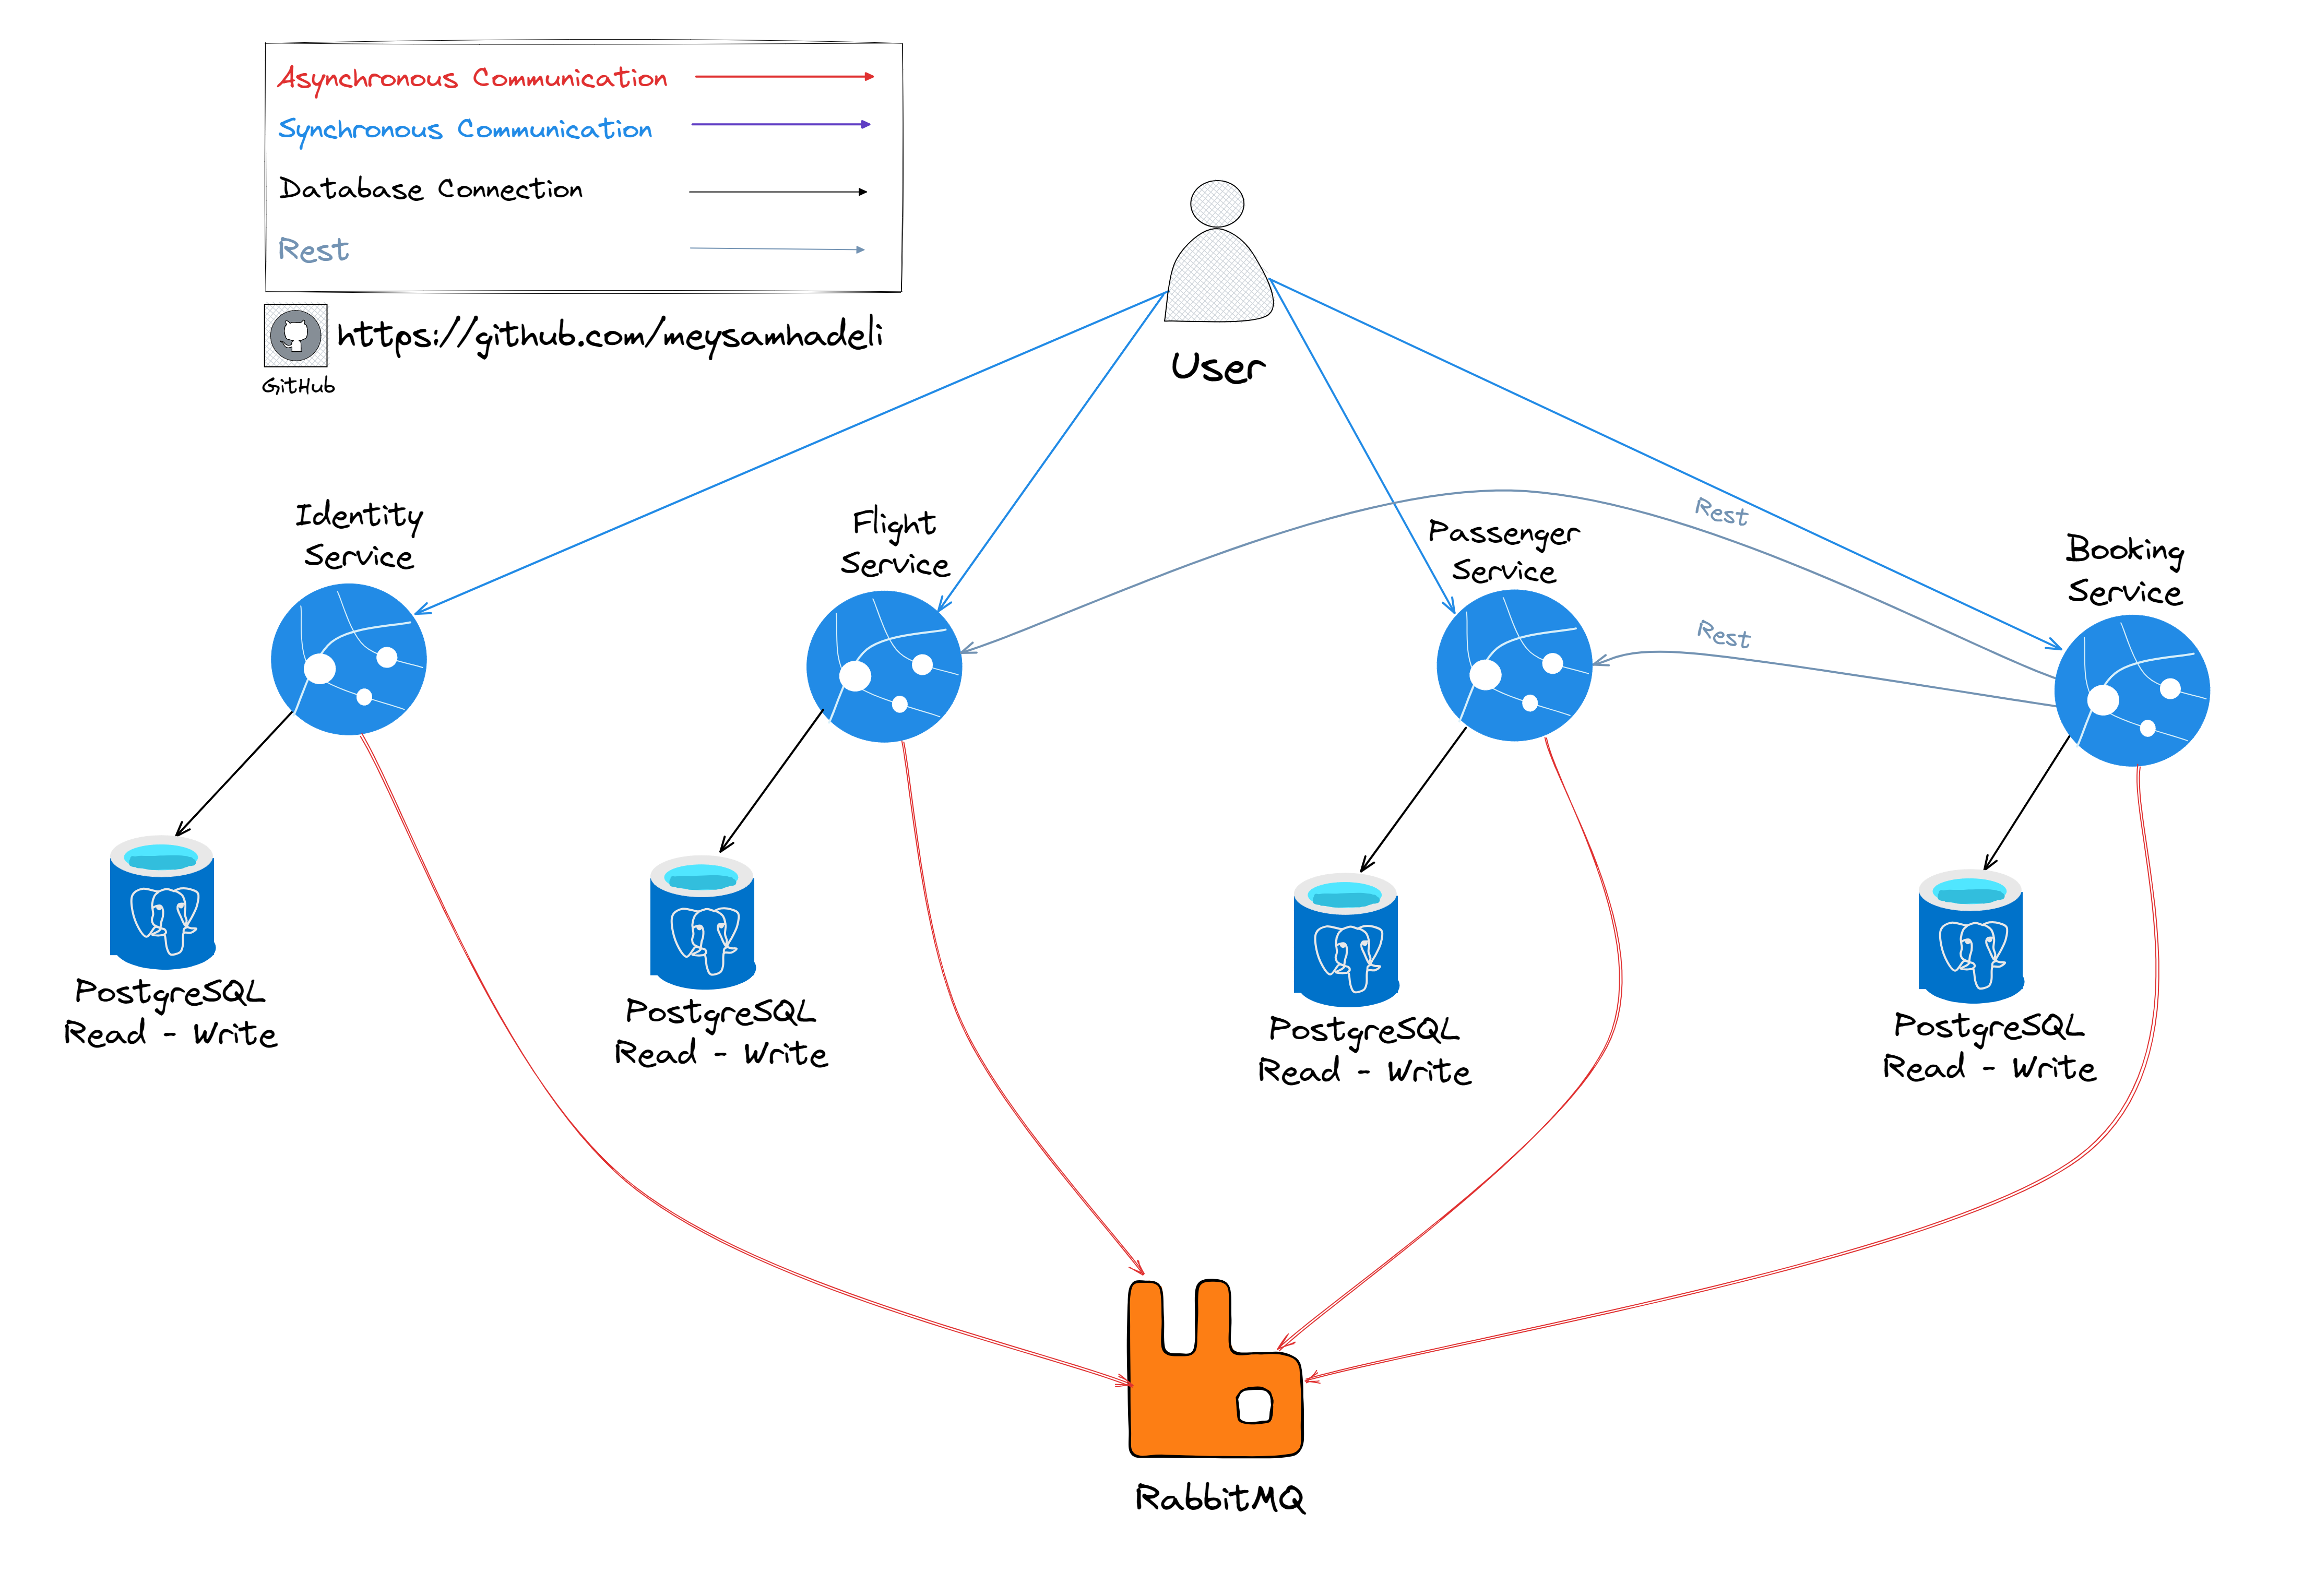 Asynchronous Communication
Synchronous Communication
Database Connection
Rest
https://github.com/meysamhadeli
GitHub
User
Identity
Service
Flight
Service
Passenger
Service
Booking
Service
Rest
Rest
PostgreSQL
Read - Write
PostgreSQL
Read - Write
PostgreSQL
Read - Write
PostgreSQL
Read - Write
RabbitMQ